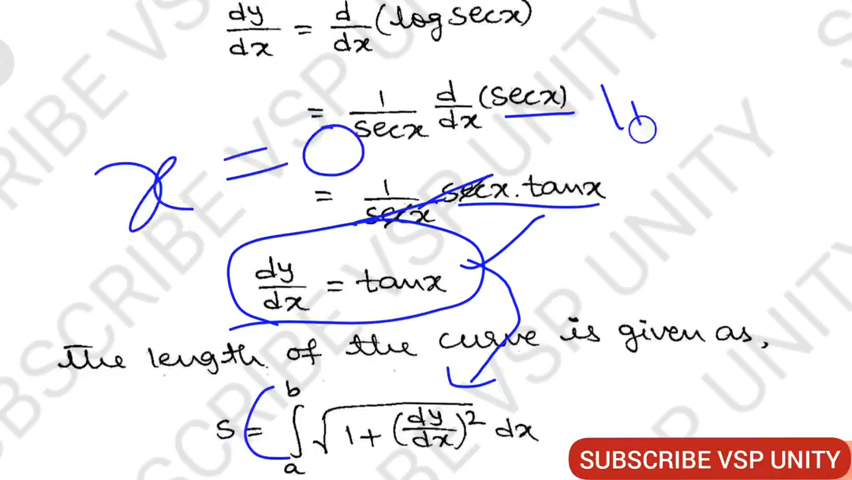 dy/dx = d/dx (log secx)
= 1/secx d/dx (secx)
x = 0
= 1/secx secx . tanx
dy/dx = tanx
The length of the curve is given as,
s = ∫_a^b √(1 + (dy/dx)²) dx
SUBSCRIBE VSP UNITY